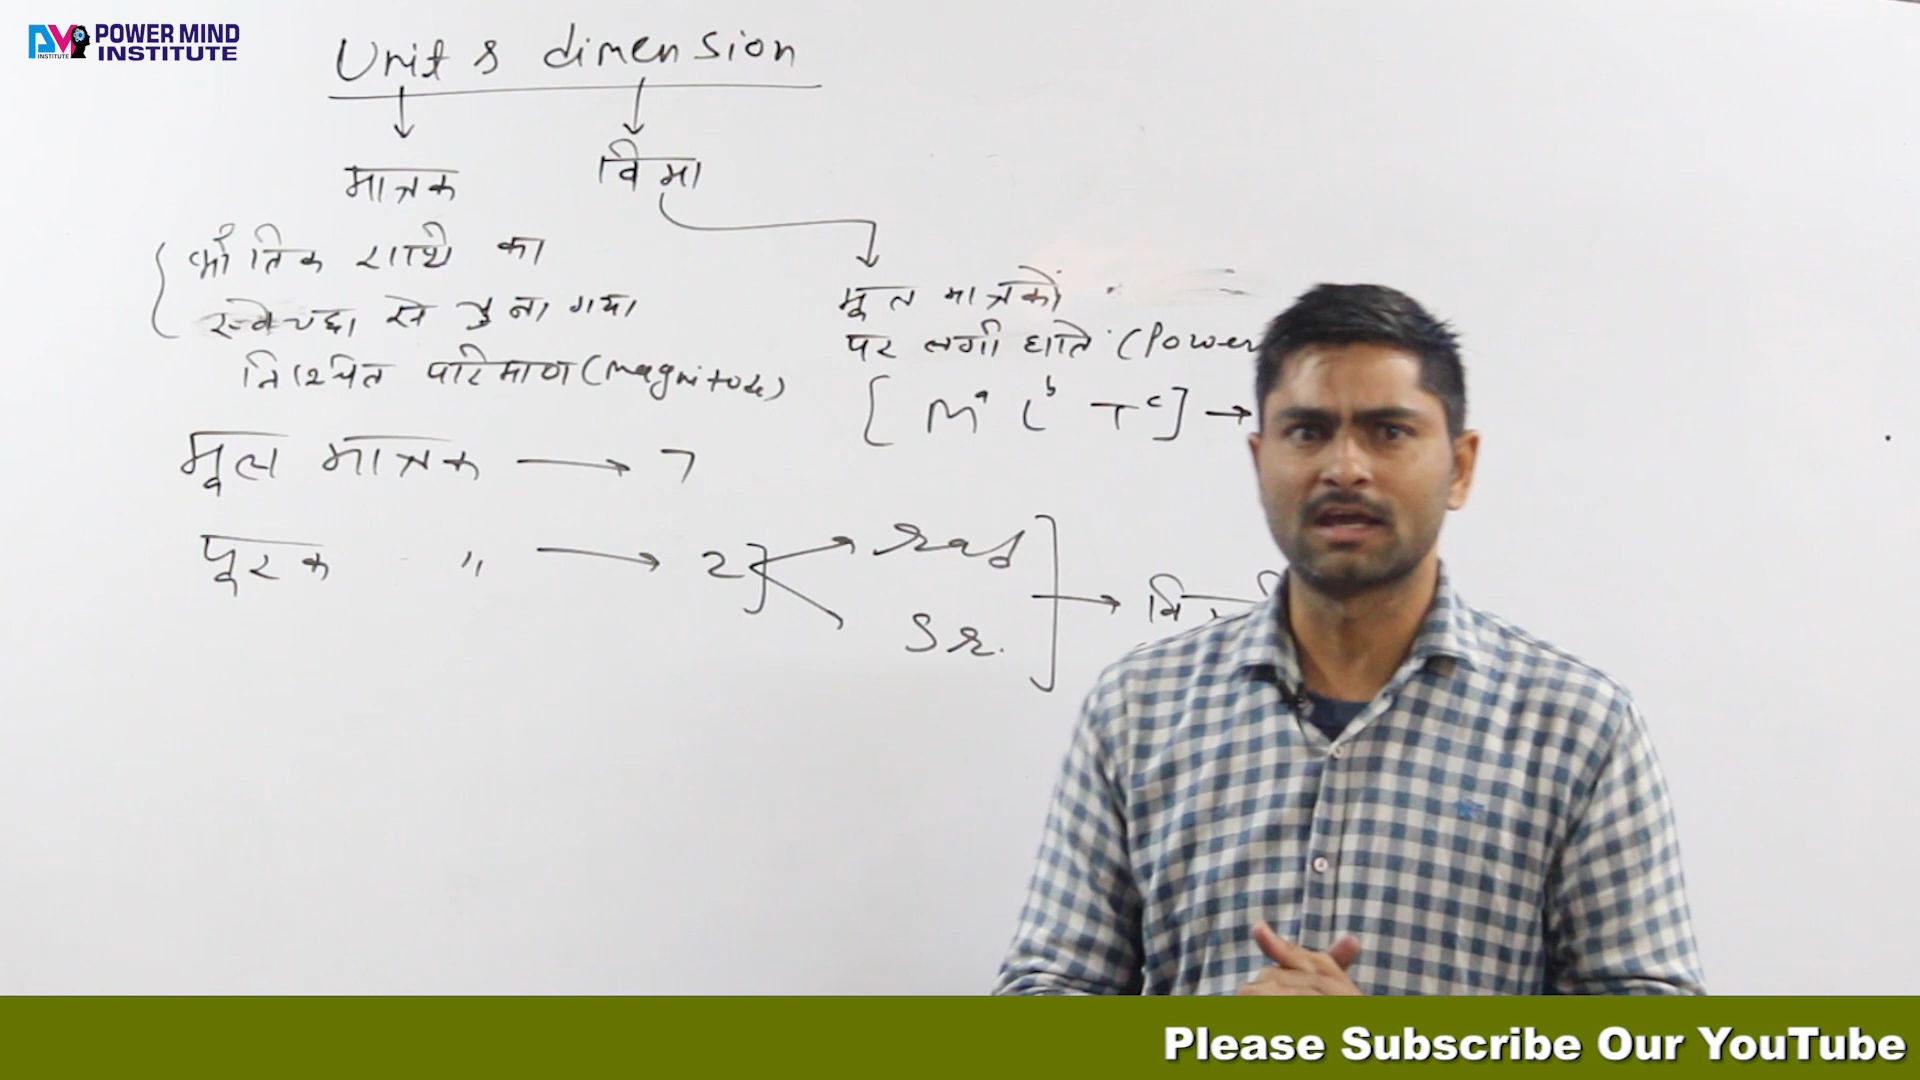 POWER MIND
INSTITUTE
INSTITUTE
Unit & dimension
मात्रक
विमा
भौतिक राशि का
स्वेच्छा से चुना गया
निश्चित परिमाण (magnitude)
मूल मात्रकों
पर लगी घाते (Power
[ M^a L^b T^c ] →
मूल मात्रक → 7
पूरक " → 2
rad
Sr.
Please Subscribe Our YouTube